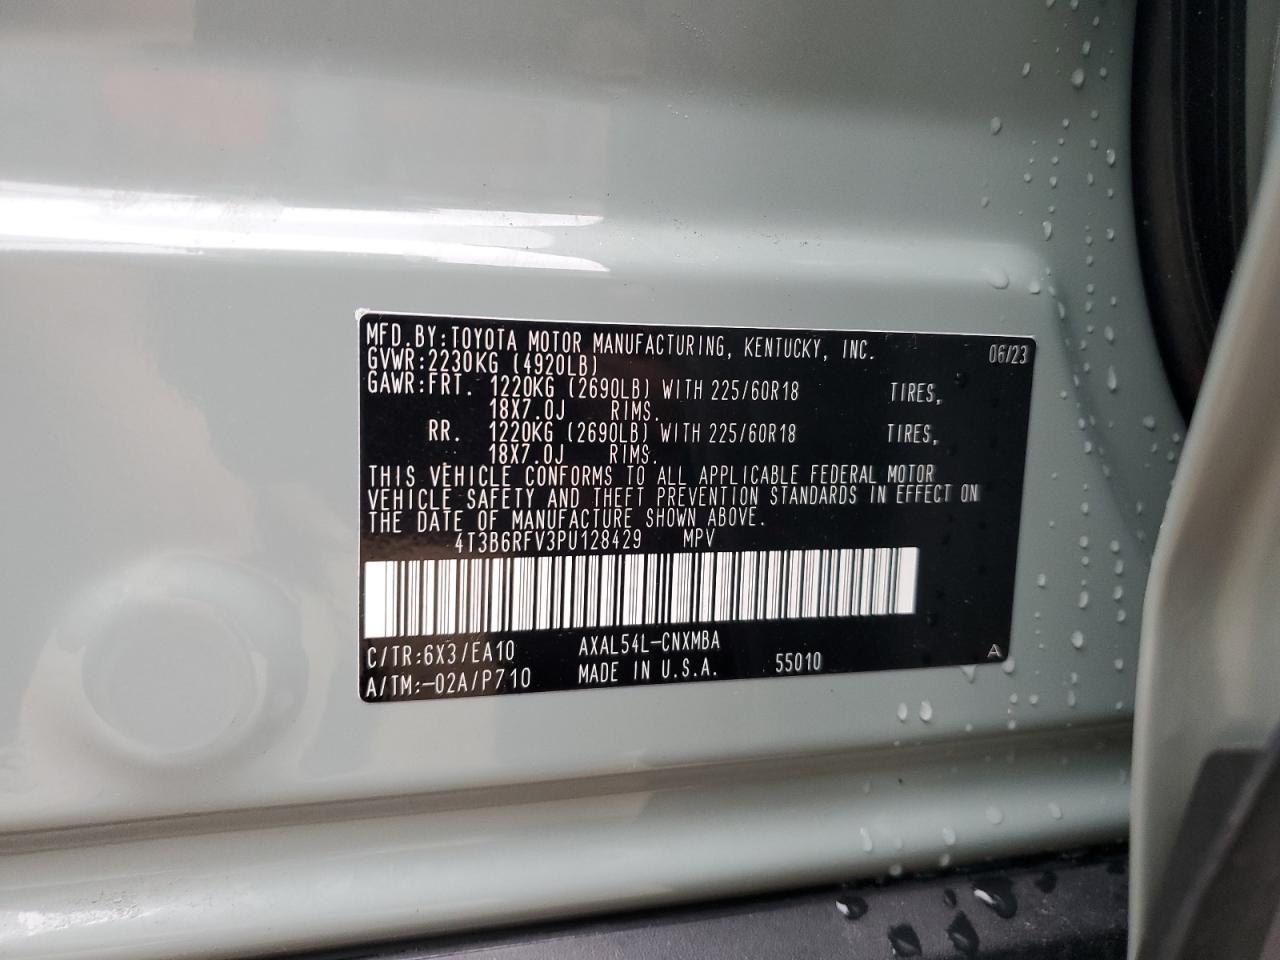 MFD. BY: TOYOTA MOTOR MANUFACTURING, KENTUCKY, INC. 06/23
GVWR: 2230KG (4920LB)
GAWR: FRT. 1220KG (2690LB) WITH 225/60R18 TIRES,
18X7.0J RIMS.
RR. 1220KG (2690LB) WITH 225/60R18 TIRES,
18X7.0J RIMS.
THIS VEHICLE CONFORMS TO ALL APPLICABLE FEDERAL MOTOR
VEHICLE SAFETY AND THEFT PREVENTION STANDARDS IN EFFECT ON
THE DATE OF MANUFACTURE SHOWN ABOVE.
4T3B6RFV3PU128429 MPV
C/TR:6X3/EA10 AXAL54L-CNXMBA
A/TM:-02A/P710 MADE IN U.S.A. 55010 A